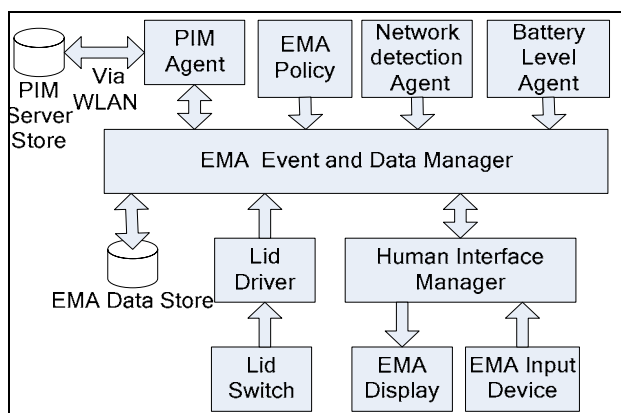 PIM
Agent
EMA
Policy
Network
detection
Agent
Battery
Level
Agent
Via
WLAN
PIM
Server
Store
EMA Event and Data Manager
EMA Data Store
Lid
Driver
Human Interface
Manager
Lid
Switch
EMA
Display
EMA Input
Device